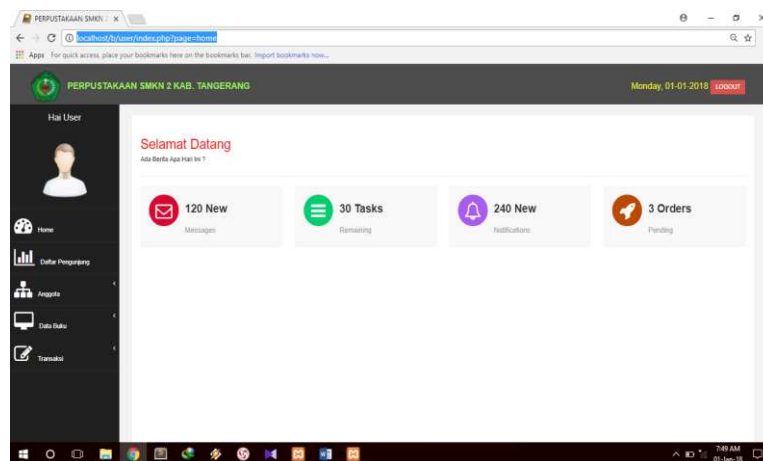 PERPUSTAKAAN SMKN 2
localhost/b/user/index.php?page=home
Apps For quick access, place your bookmarks here on the bookmarks bar. Import bookmarks now...
PERPUSTAKAAN SMKN 2 KAB. TANGERANG
Monday, 01-01-2018 LOGOUT
Hai User
Selamat Datang
Ada Berita Apa Hari Ini ?
120 New
Messages
30 Tasks
Remaining
240 New
Notifications
3 Orders
Pending
Home
Daftar Pengunjung
Anggota
Data Buku
Transaksi
7:49 AM
01-Jan-18